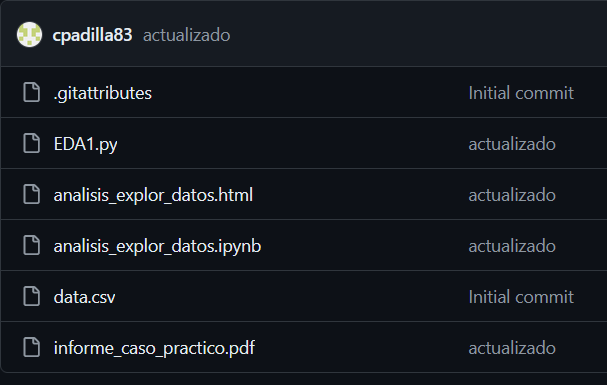 cpadilla83 actualizado
.gitattributes Initial commit
EDA1.py actualizado
analisis_explor_datos.html actualizado
analisis_explor_datos.ipynb actualizado
data.csv Initial commit
informe_caso_practico.pdf actualizado